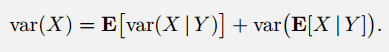 var(X) = E[var(X | Y)] + var(E[X | Y]).